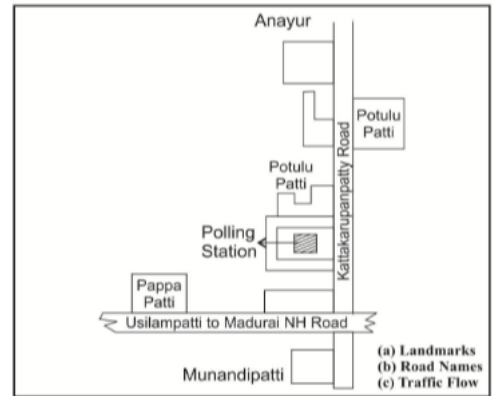 Anayur
Potulu
Patti
Kattakarupanpatty Road
Potulu
Patti
Polling
Station
Pappa
Patti
Usilampatti to Madurai NH Road
Munandipatti
(a) Landmarks
(b) Road Names
(c) Traffic Flow